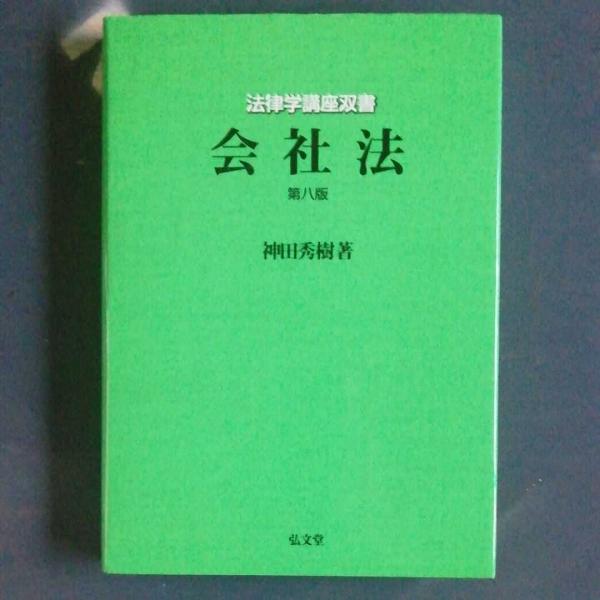 法律学講座双書
会社法
第八版
神田秀樹著
弘文堂